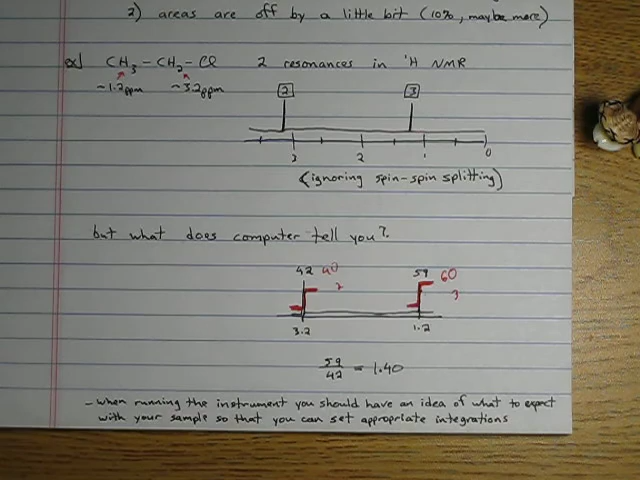 2) areas are off by a little bit (10%, maybe more)
ex] CH3 - CH2 - Cl 2 resonances in ¹H NMR
~1.2ppm ~3.2ppm 2 3
3 2 1 0
(ignoring spin-spin splitting)
but what does computer tell you?
42 40 59 60
2 3
3.2 1.2
59/42 = 1.40
- when running the instrument you should have an idea of what to expect
with your sample so that you can set appropriate integrations